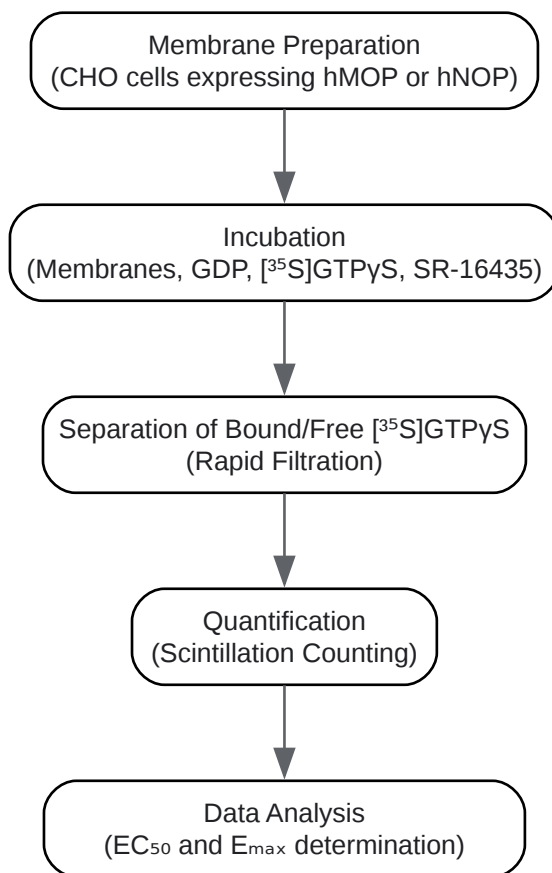 Membrane Preparation
(CHO cells expressing hMOP or hNOP)
Incubation
(Membranes, GDP, [³⁵S]GTPγS, SR-16435)
Separation of Bound/Free [³⁵S]GTPγS
(Rapid Filtration)
Quantification
(Scintillation Counting)
Data Analysis
(EC₅₀ and Eₘₐₓ determination)